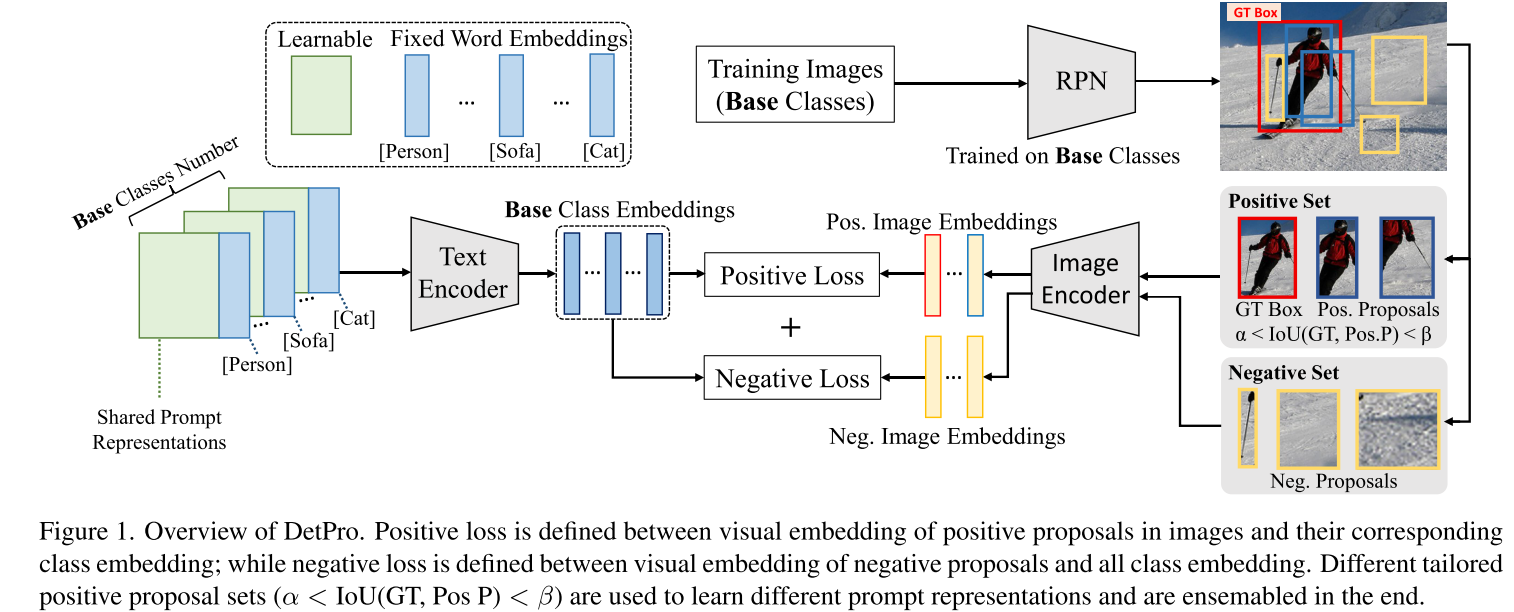 Learnable Fixed Word Embeddings
... ...
[Person] [Sofa] [Cat]
Training Images
(Base Classes)
RPN
Trained on Base Classes
GT Box
Base Classes Number
...
...
[Person]
[Sofa]
[Cat]
Shared Prompt
Representations
Text
Encoder
Base Class Embeddings
... ...
Positive Loss
+
Negative Loss
Pos. Image Embeddings
...
...
Neg. Image Embeddings
Image
Encoder
Positive Set
GT Box Pos. Proposals
α < IoU(GT, Pos.P) < β
Negative Set
Neg. Proposals
Figure 1. Overview of DetPro. Positive loss is defined between visual embedding of positive proposals in images and their corresponding
class embedding; while negative loss is defined between visual embedding of negative proposals and all class embedding. Different tailored
positive proposal sets (α < IoU(GT, Pos P) < β) are used to learn different prompt representations and are ensembled in the end.